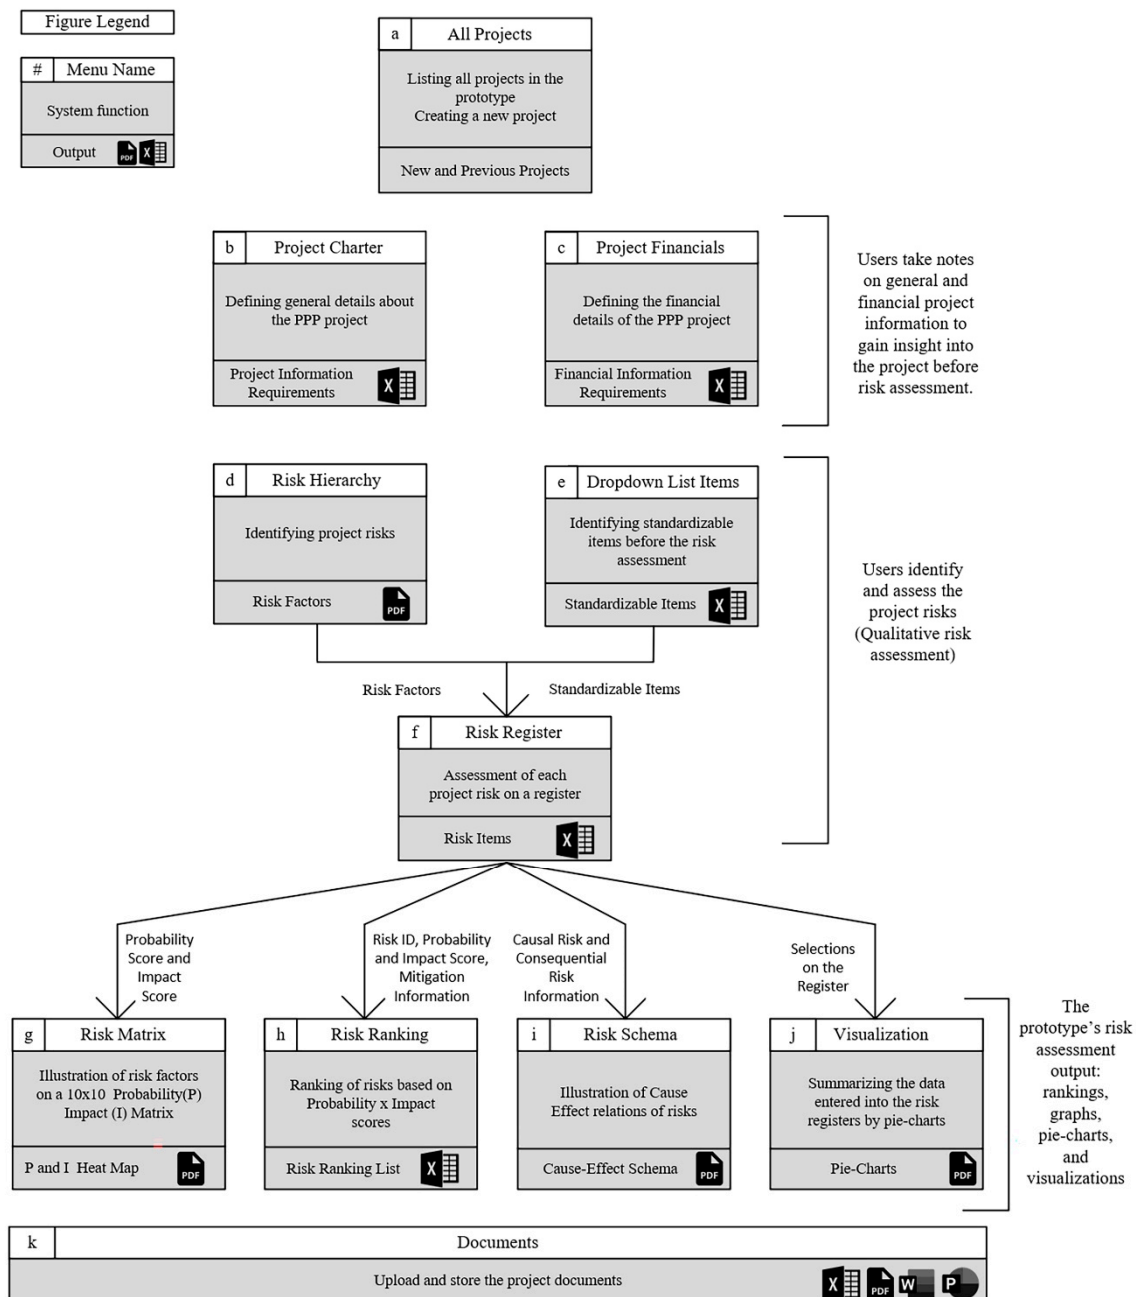 Figure Legend
# Menu Name
System function
Output PDF X
a All Projects
Listing all projects in the
prototype
Creating a new project
New and Previous Projects
b Project Charter
Defining general details about
the PPP project
Project Information
Requirements X
c Project Financials
Defining the financial
details of the PPP project
Financial Information
Requirements X
Users take notes
on general and
financial project
information to
gain insight into
the project before
risk assessment.
d Risk Hierarchy
Identifying project risks
Risk Factors PDF
e Dropdown List Items
Identifying standardizable
items before the risk
assessment
Standardizable Items X
Users identify
and assess the
project risks
(Qualitative risk
assessment)
Risk Factors
Standardizable Items
f Risk Register
Assessment of each
project risk on a register
Risk Items X
Probability
Score and
Impact
Score
Risk ID, Probability
and Impact Score,
Mitigation
Information
Causal Risk and
Consequential
Risk
Information
Selections
on the
Register
g Risk Matrix
Illustration of risk factors
on a 10x10 Probability(P)
Impact (I) Matrix
P and I Heat Map PDF
h Risk Ranking
Ranking of risks based on
Probability x Impact
scores
Risk Ranking List X
i Risk Schema
Illustration of Cause
Effect relations of risks
Cause-Effect Schema PDF
j Visualization
Summarizing the data
entered into the risk
registers by pie-charts
Pie-Charts PDF
The
prototype's risk
assessment
output:
rankings,
graphs,
pie-charts,
and
visualizations
k Documents
Upload and store the project documents X PDF W P